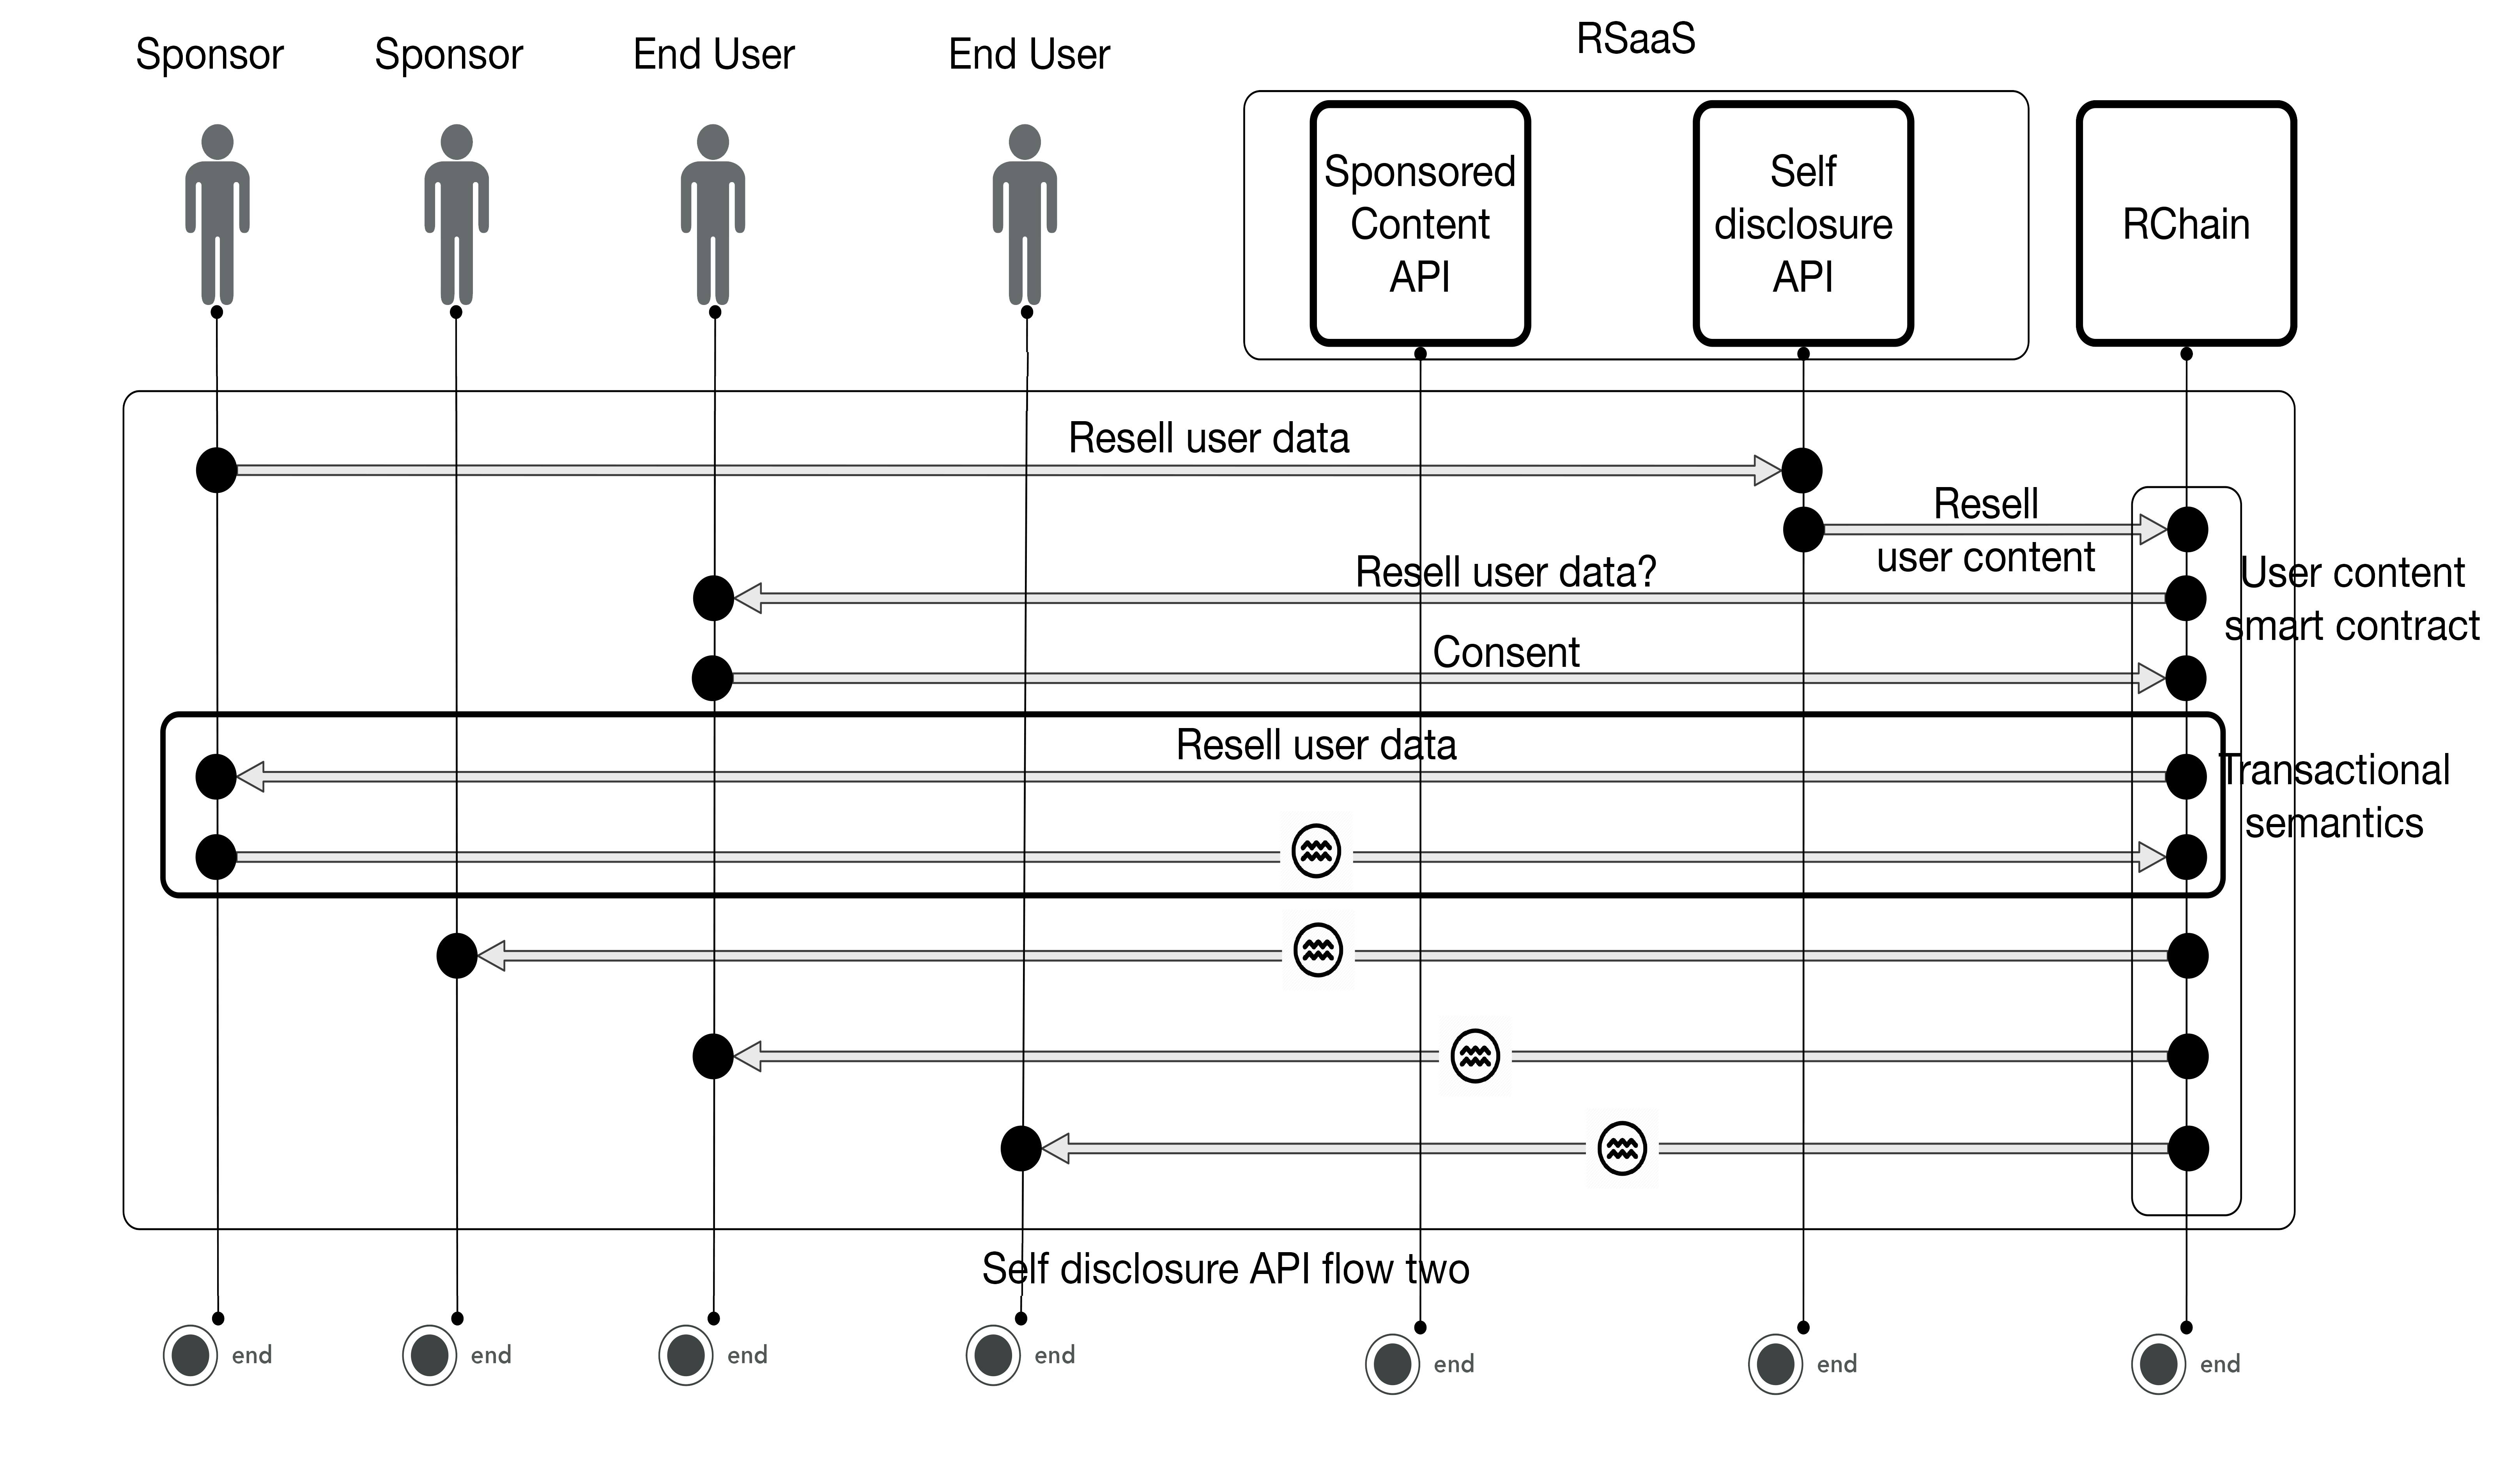 RSaaS
Sponsor
Sponsor
End User
End User
Sponsored
Content
API
Self
disclosure
API
RChain
Resell user data
Resell
user content
Resell user data?
User content
smart contract
Consent
Resell user data
Transactional
semantics
Self disclosure API flow two
end
end
end
end
end
end
end